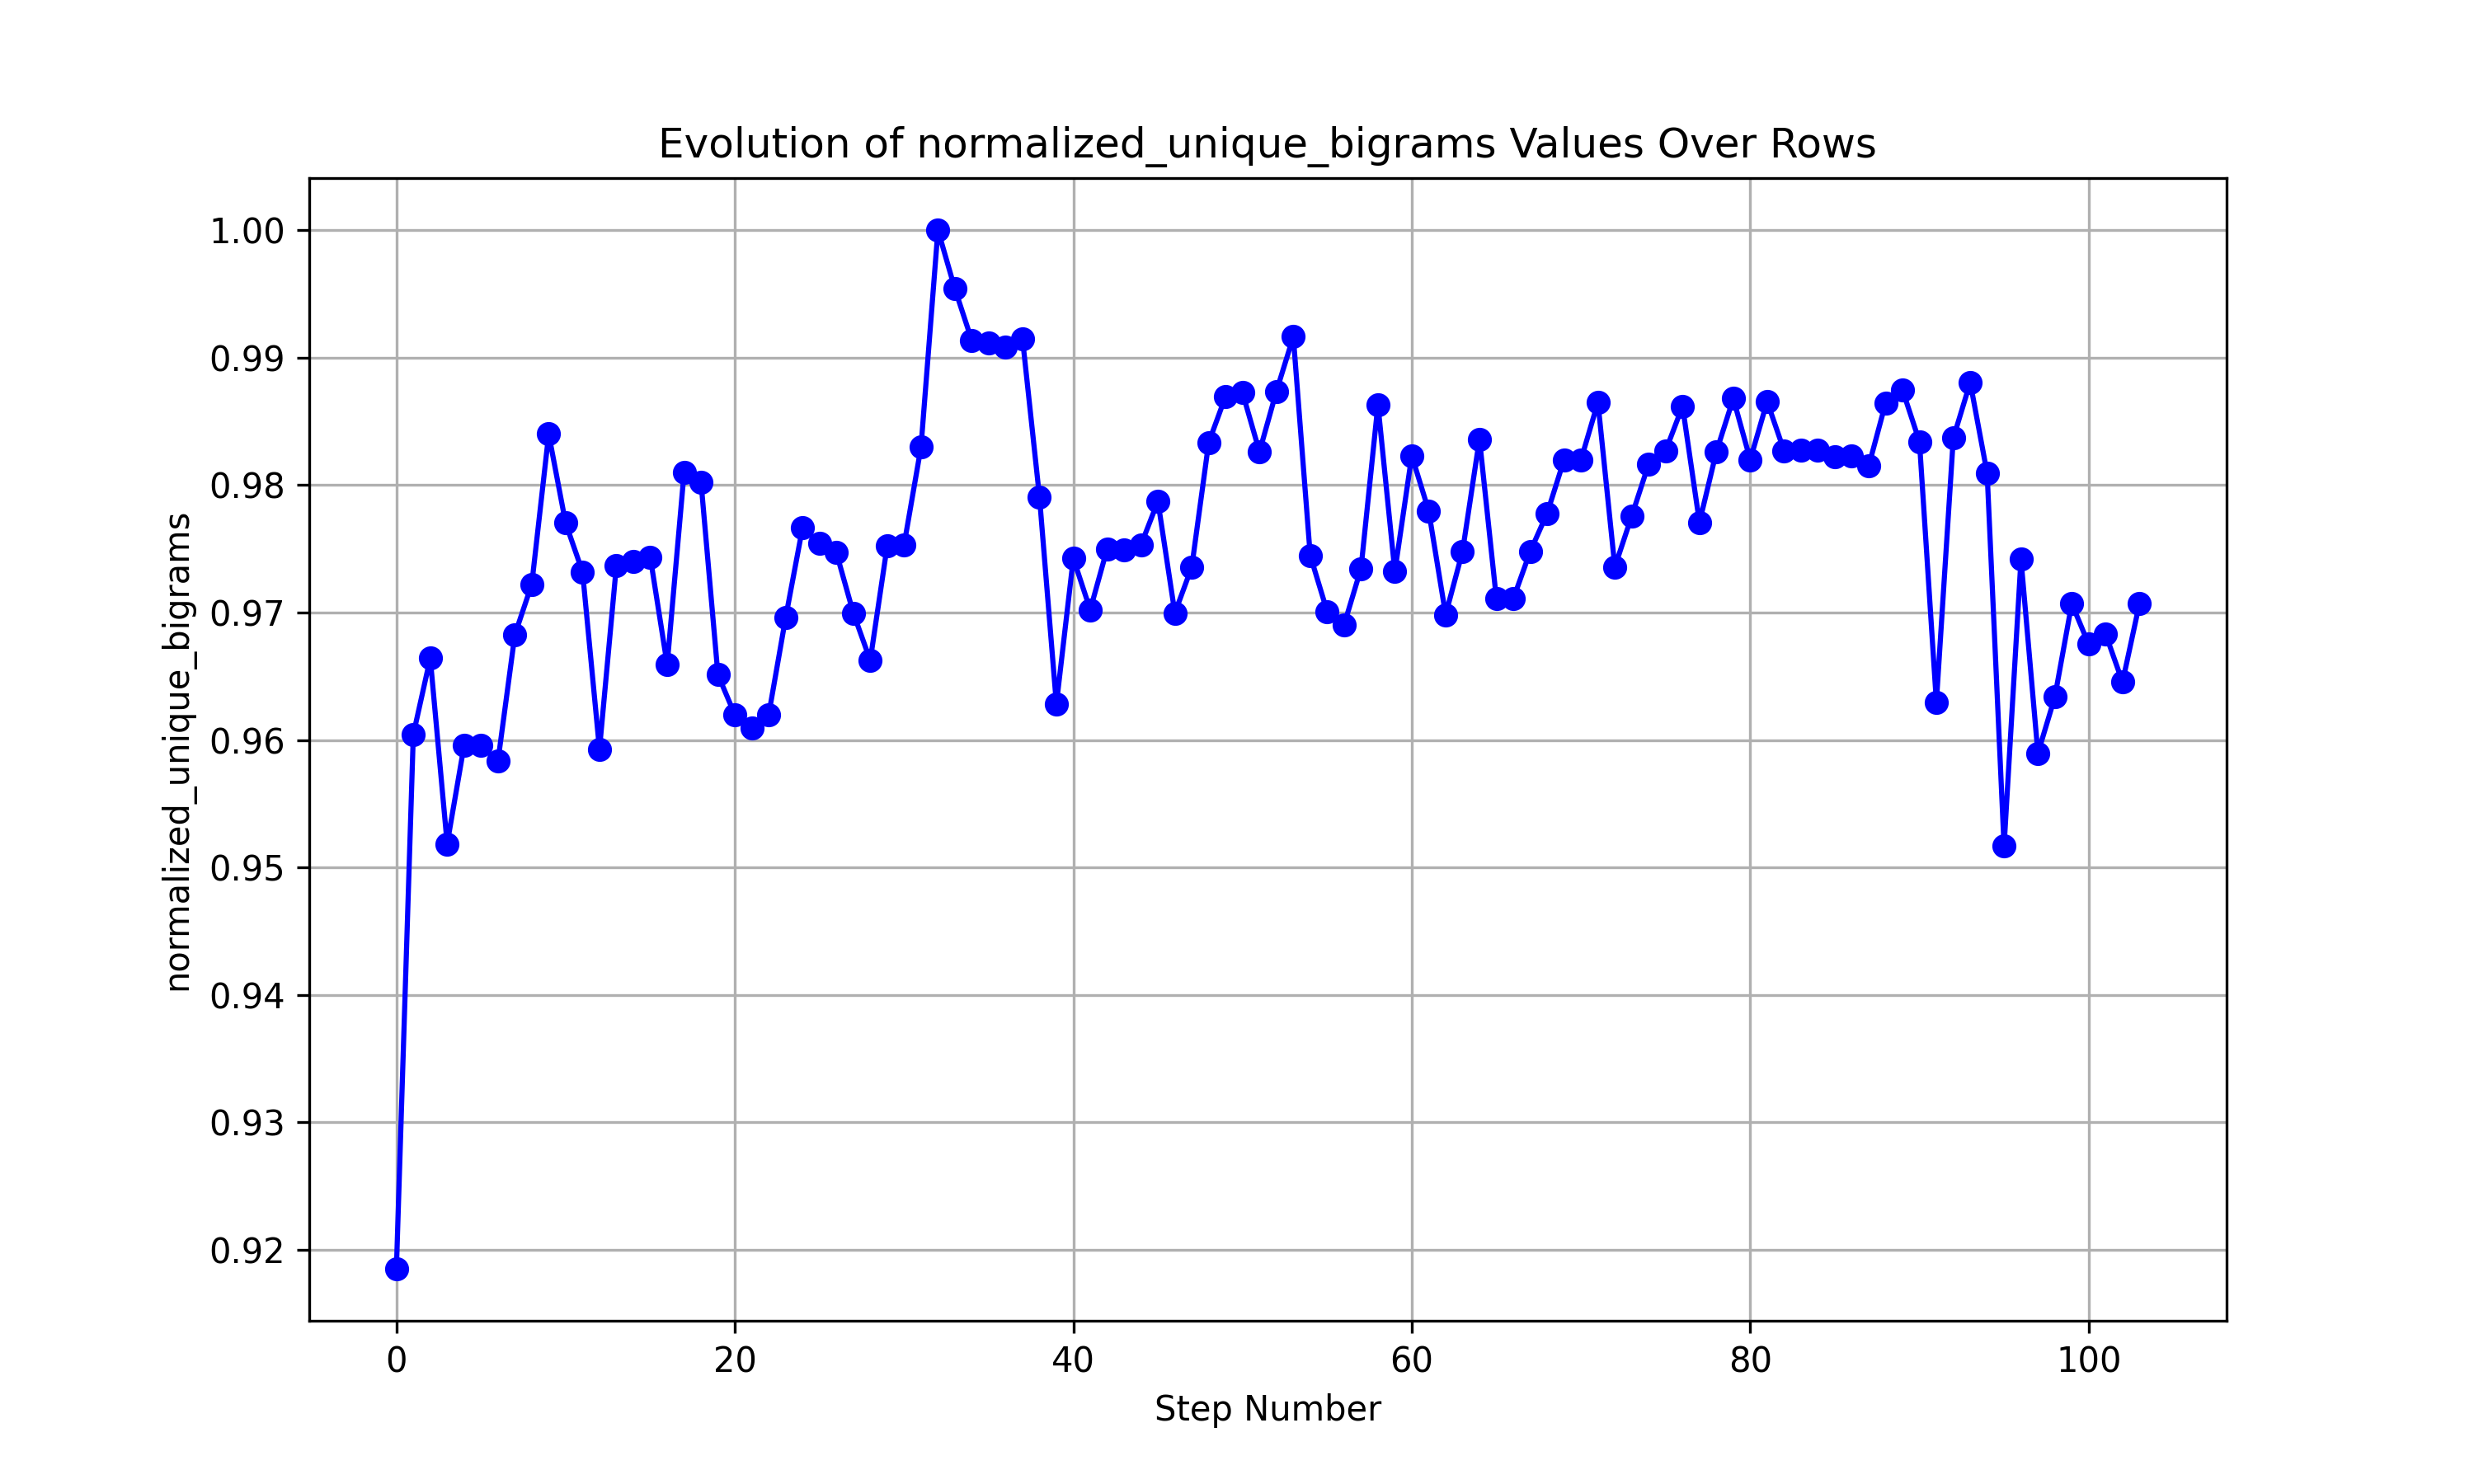 Evolution of normalized_unique_bigrams Values Over Rows
normalized_unique_bigrams
1.00
0.99
0.98
0.97
0.96
0.95
0.94
0.93
0.92
0 20 40 60 80 100
Step Number